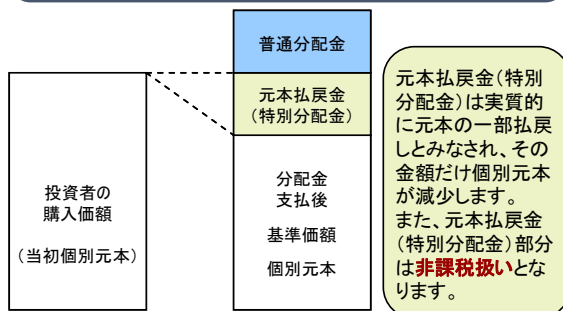 普通分配金
元本払戻金
(特別分配金)
投資者の
購入価額
(当初個別元本)
分配金
支払後
基準価額
個別元本
元本払戻金(特別
分配金)は実質的
に元本の一部払戻
しとみなされ、その
金額だけ個別元本
が減少します。
また、元本払戻金
(特別分配金)部分
は非課税扱いとな
ります。